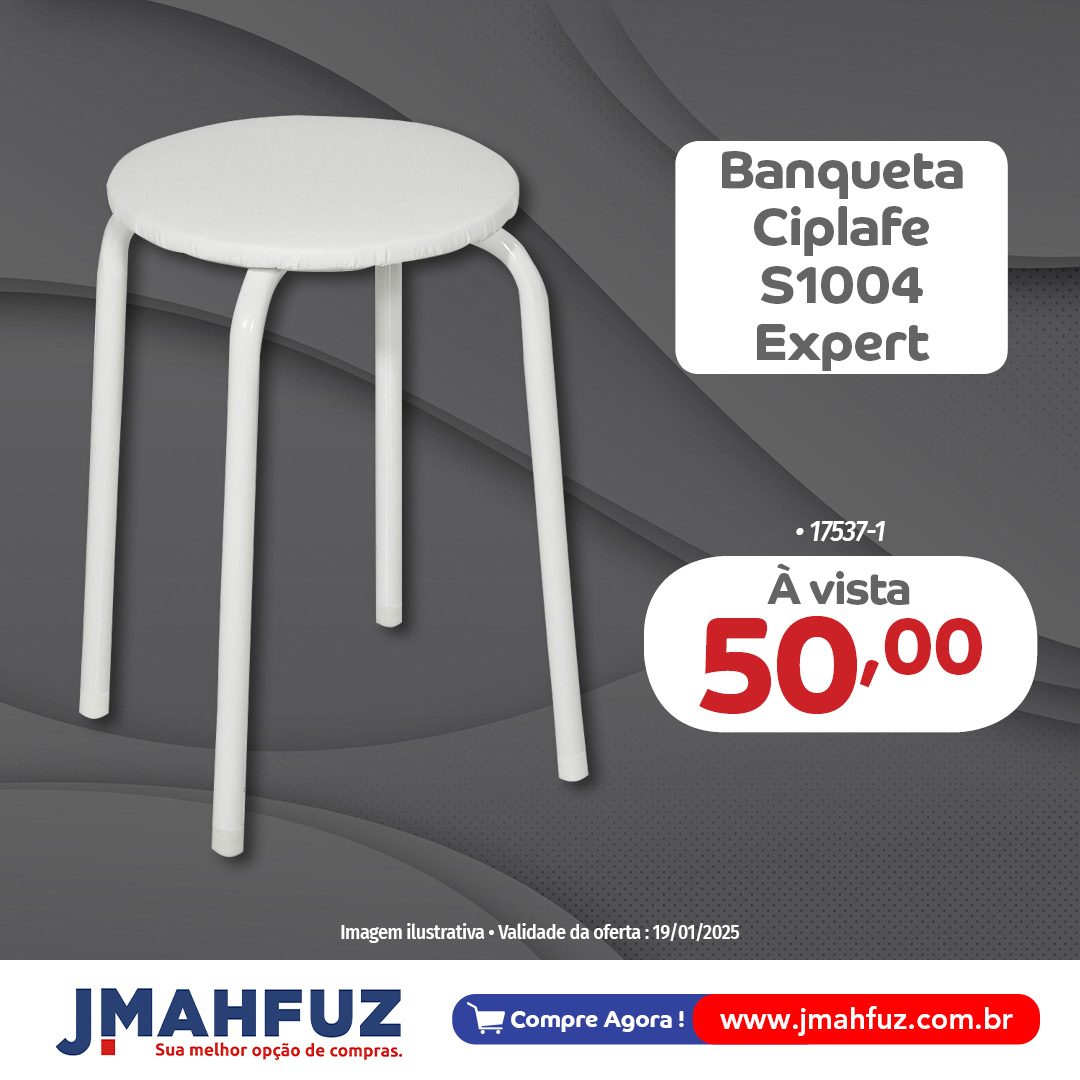 Banqueta
Ciplafe
S1004
Expert
• 17537-1
À vista
50,00
Imagem ilustrativa • Validade da oferta : 19/01/2025
JMAHFUZ
Sua melhor opção de compras.
Compre Agora !
www.jmahfuz.com.br